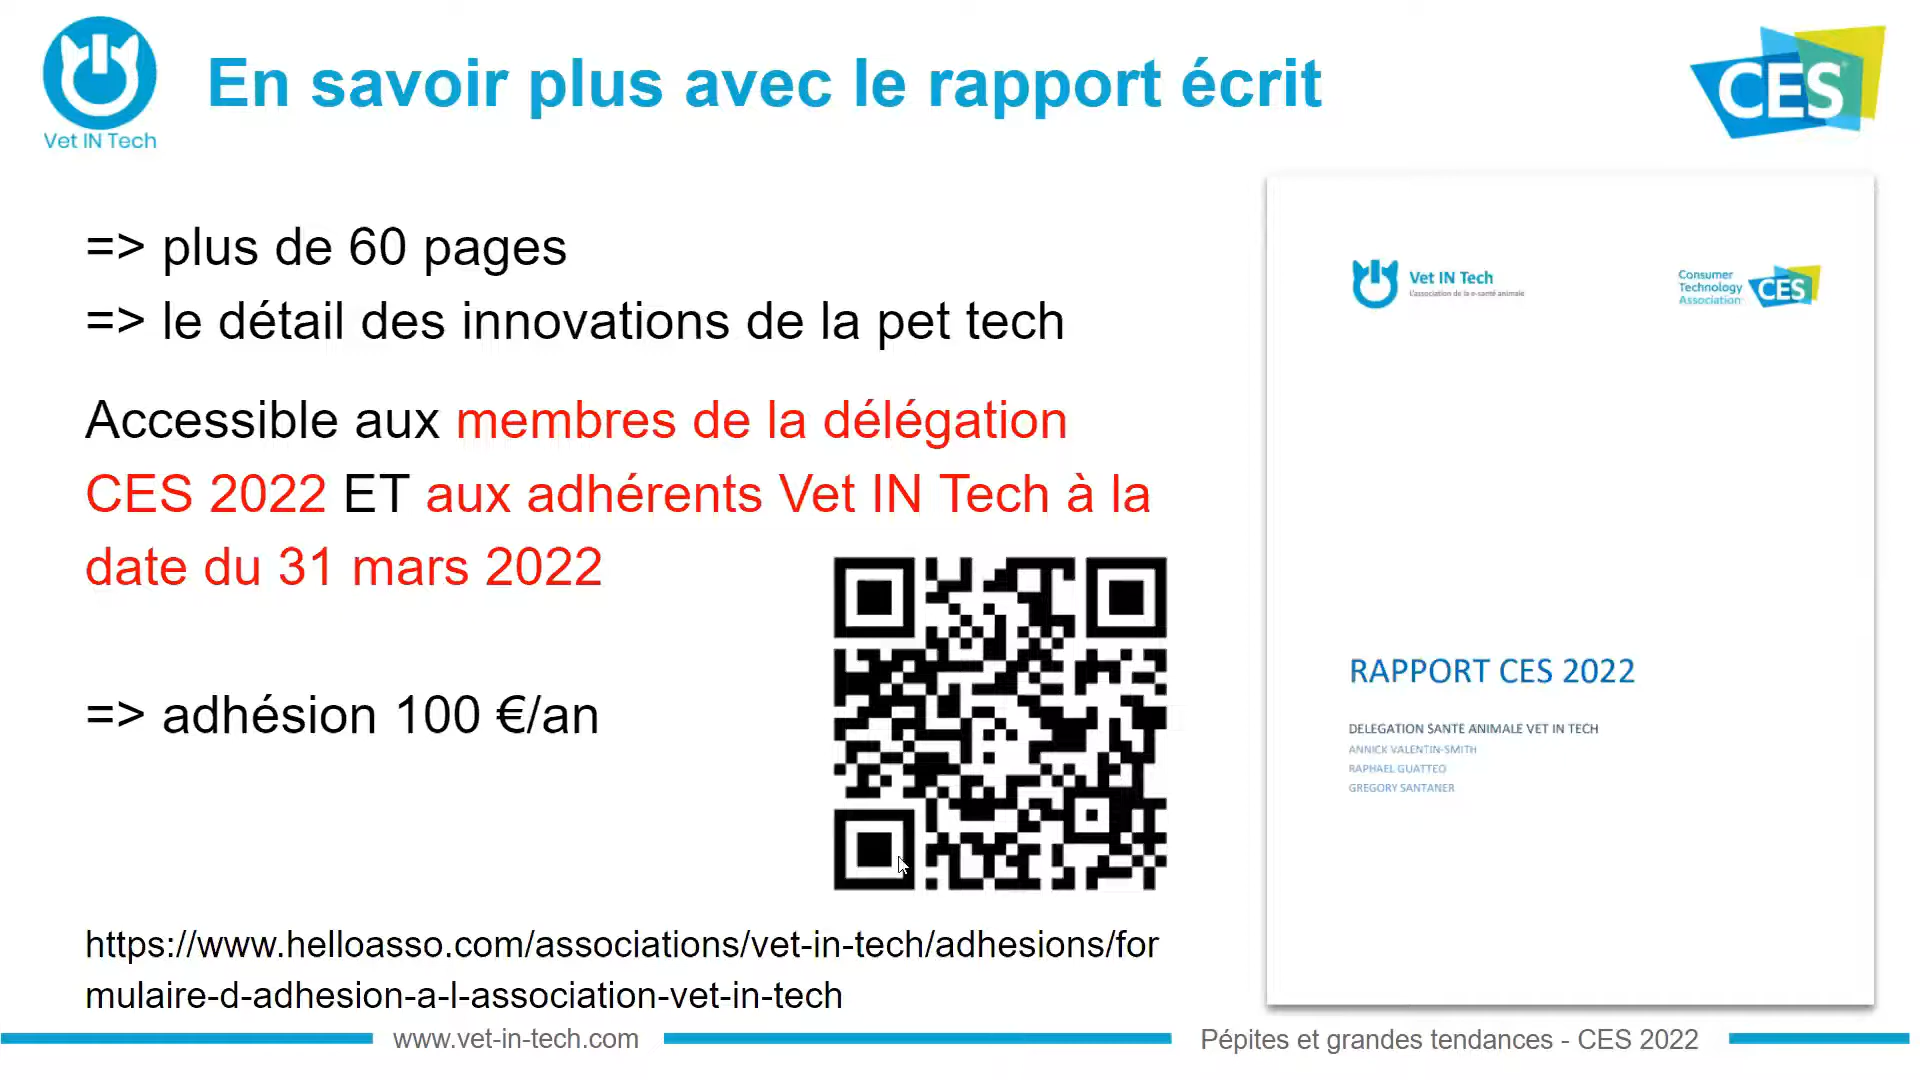 Vet IN Tech
En savoir plus avec le rapport écrit
CES
=> plus de 60 pages
=> le détail des innovations de la pet tech
Accessible aux membres de la délégation
CES 2022 ET aux adhérents Vet IN Tech à la
date du 31 mars 2022
=> adhésion 100 €/an
https://www.helloasso.com/associations/vet-in-tech/adhesions/for
mulaire-d-adhesion-a-l-association-vet-in-tech
Vet IN Tech
L'association de la e-santé animale
Consumer
Technology
Association
CES
RAPPORT CES 2022
DELEGATION SANTE ANIMALE VET IN TECH
ANNICK VALENTIN-SMITH
RAPHAEL GUATTEO
GREGORY SANTANER
www.vet-in-tech.com
Pépites et grandes tendances - CES 2022